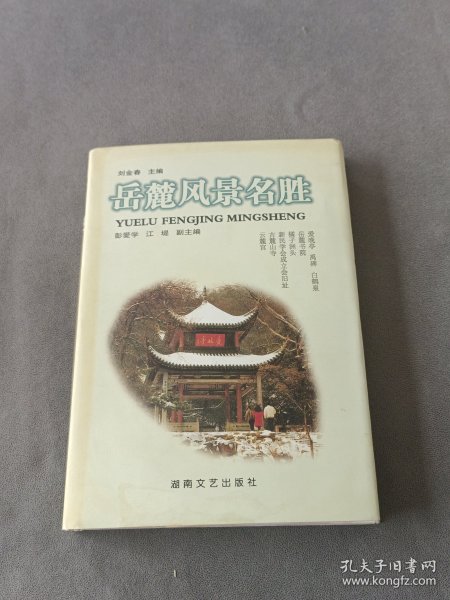 刘金春 主编
岳麓风景名胜
YUELU FENGJING MINGSHENG
彭爱学 江堤 副主编
爱晚亭 禹碑 白鹤泉
岳麓书院
橘子洲头
新民学会成立会旧址
古麓山寺
云麓宫
爱晚亭
湖南文艺出版社
孔夫子旧书网
www.kongfz.com